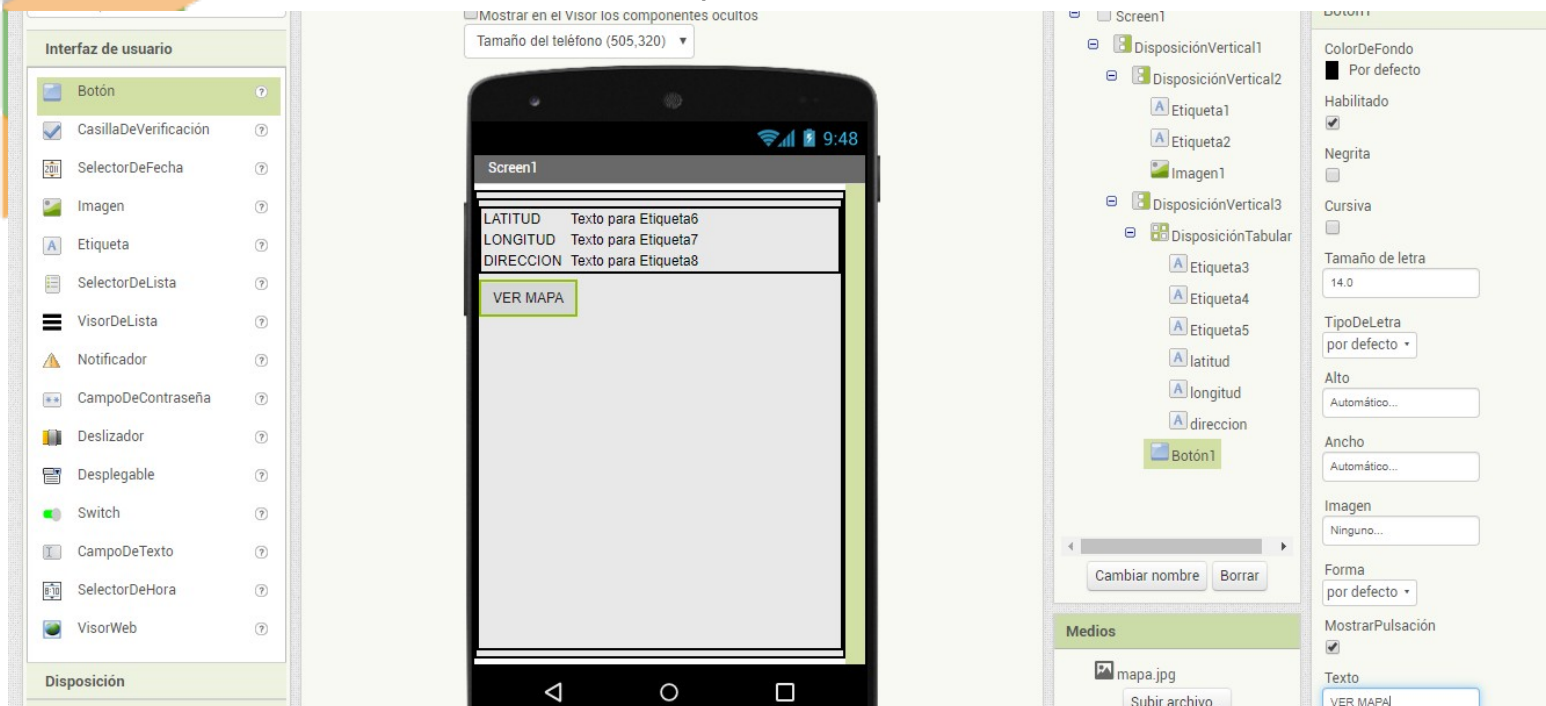 Mostrar en el Visor los componentes ocultos
Tamaño del teléfono (505,320)
Interfaz de usuario
Botón
CasillaDeVerificación
SelectorDeFecha
Imagen
Etiqueta
SelectorDeLista
VisorDeLista
Notificador
CampoDeContraseña
Deslizador
Desplegable
Switch
CampoDeTexto
SelectorDeHora
VisorWeb
Disposición
9:48
Screen1
LATITUD Texto para Etiqueta6
LONGITUD Texto para Etiqueta7
DIRECCION Texto para Etiqueta8
VER MAPA
Screen1
DisposiciónVertical1
DisposiciónVertical2
Etiqueta1
Etiqueta2
Imagen1
DisposiciónVertical3
DisposiciónTabular
Etiqueta3
Etiqueta4
Etiqueta5
latitud
longitud
direccion
Botón1
Cambiar nombre Borrar
Medios
mapa.jpg
Subir archivo...
Botón1
ColorDeFondo
Por defecto
Habilitado
Negrita
Cursiva
Tamaño de letra
14.0
TipoDeLetra
por defecto
Alto
Automático...
Ancho
Automático...
Imagen
Ninguno...
Forma
por defecto
MostrarPulsación
Texto
VER MAPA